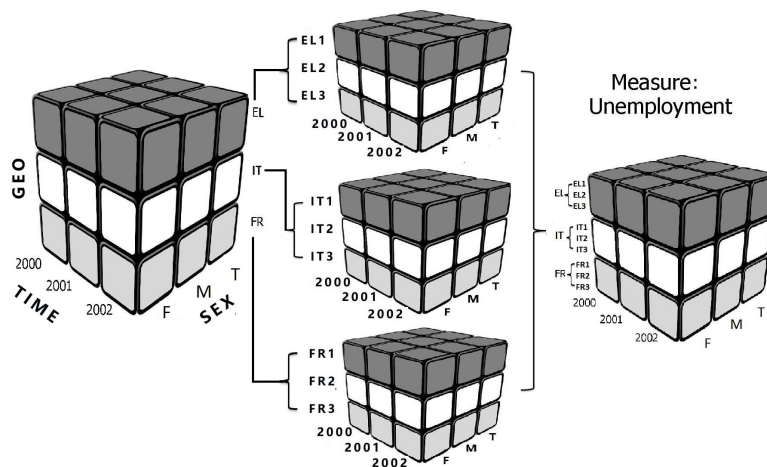 GEO
EL
IT
FR
2000
2001
2002
TIME
F
M
T
SEX
EL1
EL2
EL3
2000
2001
2002
F
M
T
IT1
IT2
IT3
2000
2001
2002
F
M
T
FR1
FR2
FR3
2000
2001
2002
F
M
T
Measure:
Unemployment
EL
EL1
EL2
EL3
IT
IT1
IT2
IT3
FR
FR1
FR2
FR3
2000
2001
2002
F
M
T